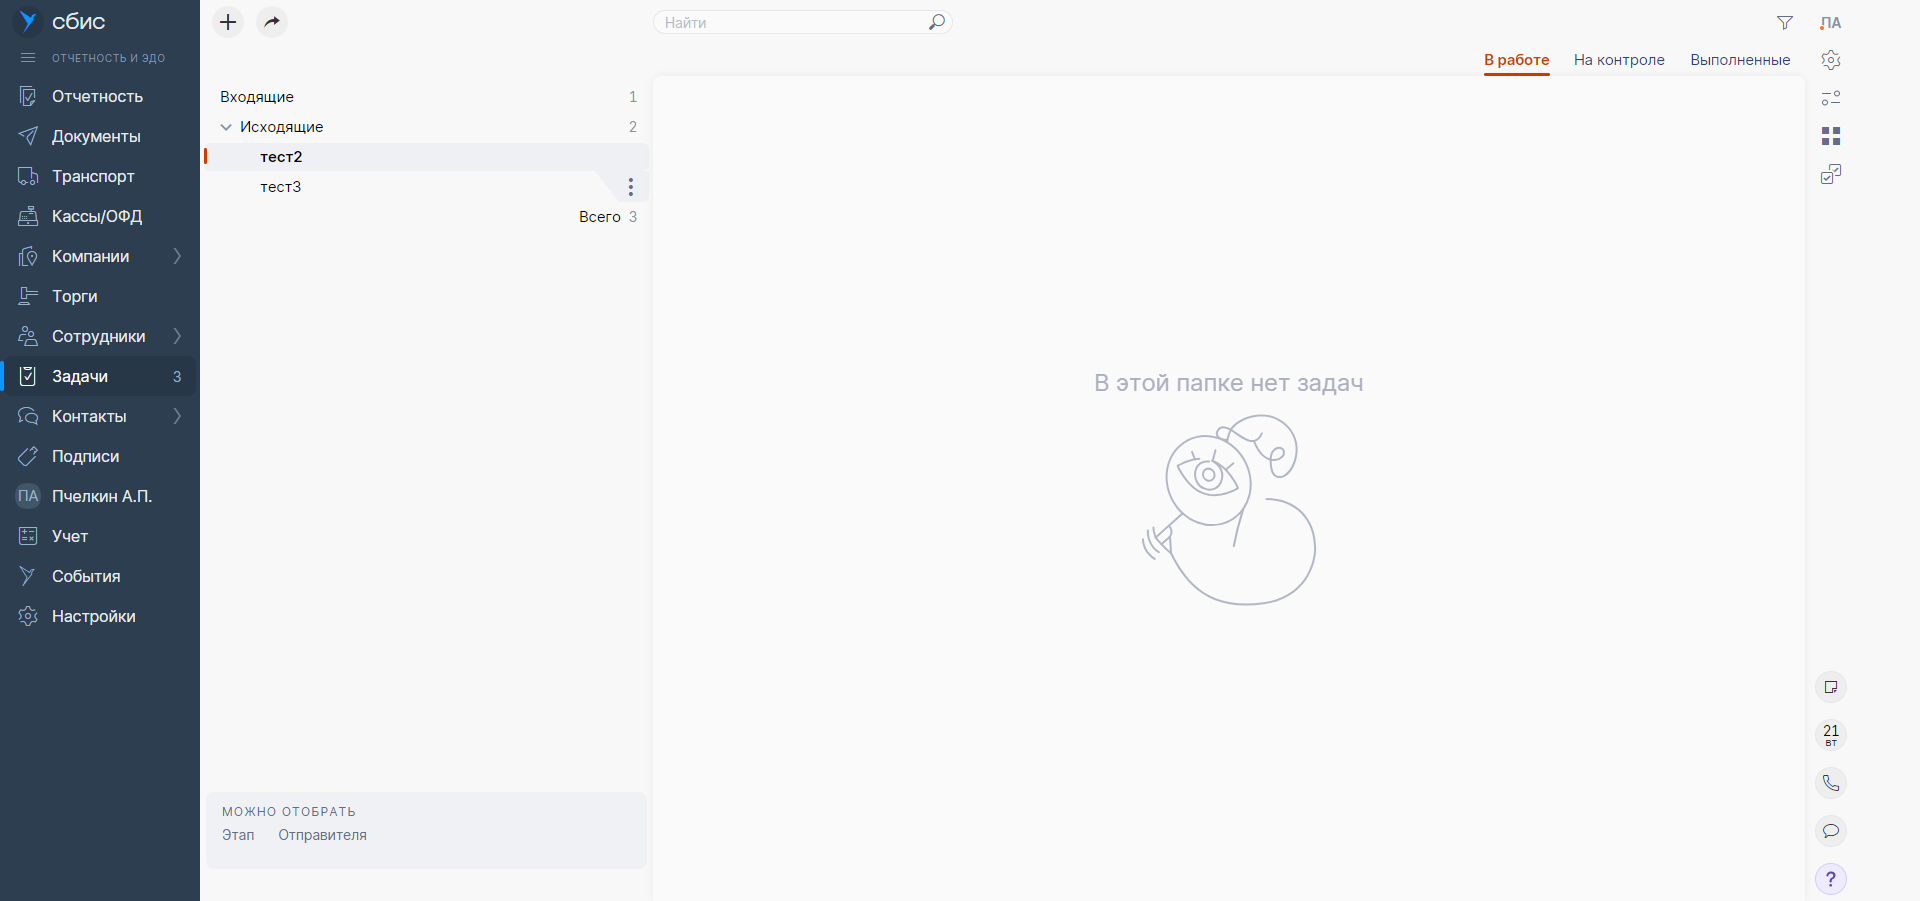 сбис
ОТЧЕТНОСТЬ И ЭДО
Отчетность
Документы
Транспорт
Кассы/ОФД
Компании
Торги
Сотрудники
Задачи 3
Контакты
Подписи
ПА Пчелкин А.П.
Учет
События
Настройки
Найти
ПА
В работе На контроле Выполненные
Входящие 1
Исходящие 2
тест2
тест3
Всего 3
В этой папке нет задач
МОЖНО ОТОБРАТЬ
Этап Отправителя
21
ВТ
?